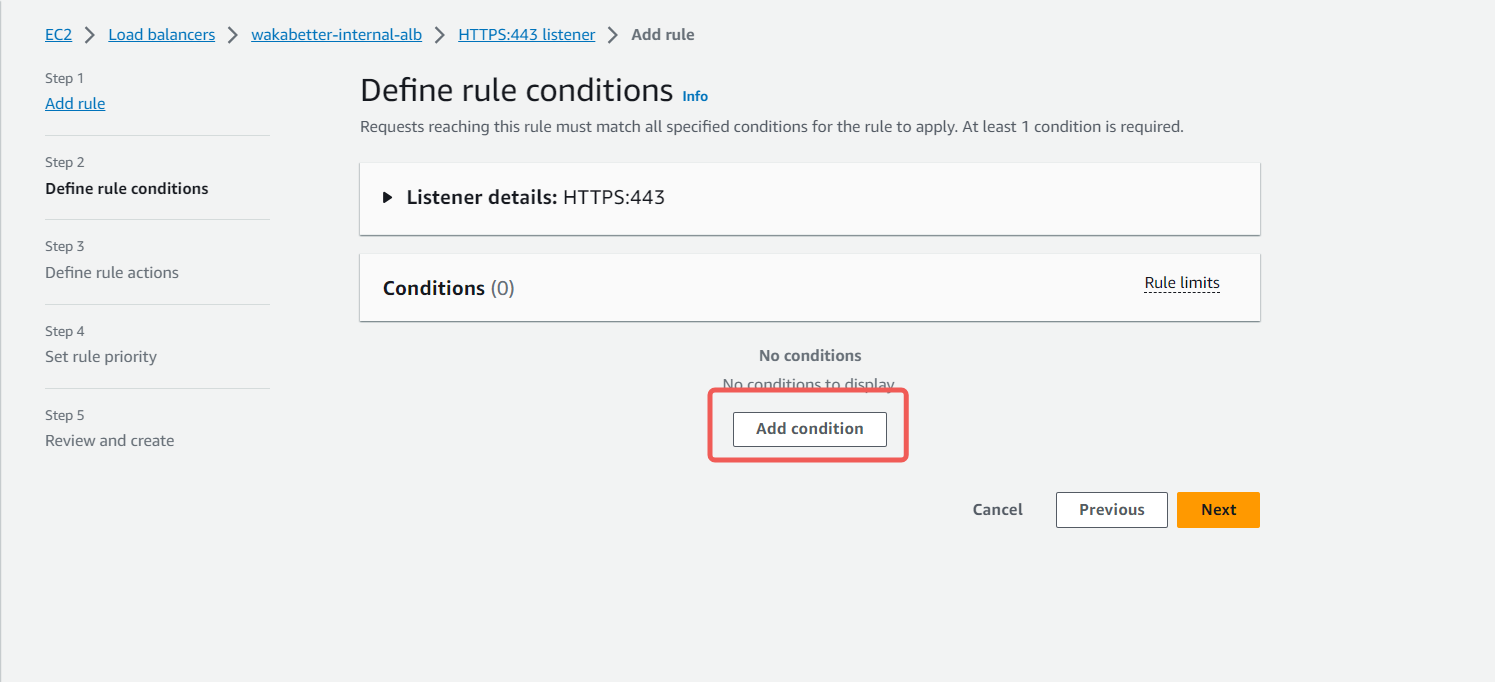 EC2 > Load balancers > wakabetter-internal-alb > HTTPS:443 listener > Add rule
Step 1
Add rule
Step 2
Define rule conditions
Step 3
Define rule actions
Step 4
Set rule priority
Step 5
Review and create
Define rule conditions Info
Requests reaching this rule must match all specified conditions for the rule to apply. At least 1 condition is required.
Listener details: HTTPS:443
Conditions (0) Rule limits
No conditions
No conditions to display
Add condition
Cancel Previous Next